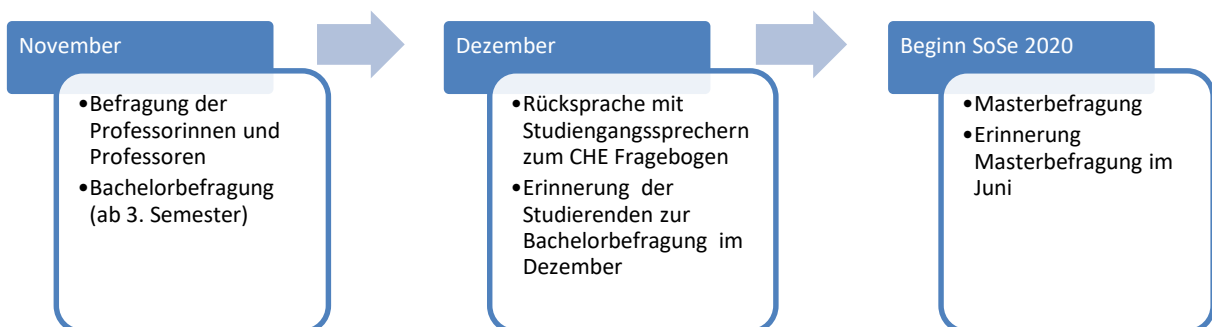 November
•Befragung der
Professorinnen und
Professoren
•Bachelorbefragung
(ab 3. Semester)
Dezember
•Rücksprache mit
Studiengangssprechern
zum CHE Fragebogen
•Erinnerung der
Studierenden zur
Bachelorbefragung im
Dezember
Beginn SoSe 2020
•Masterbefragung
•Erinnerung
Masterbefragung im
Juni